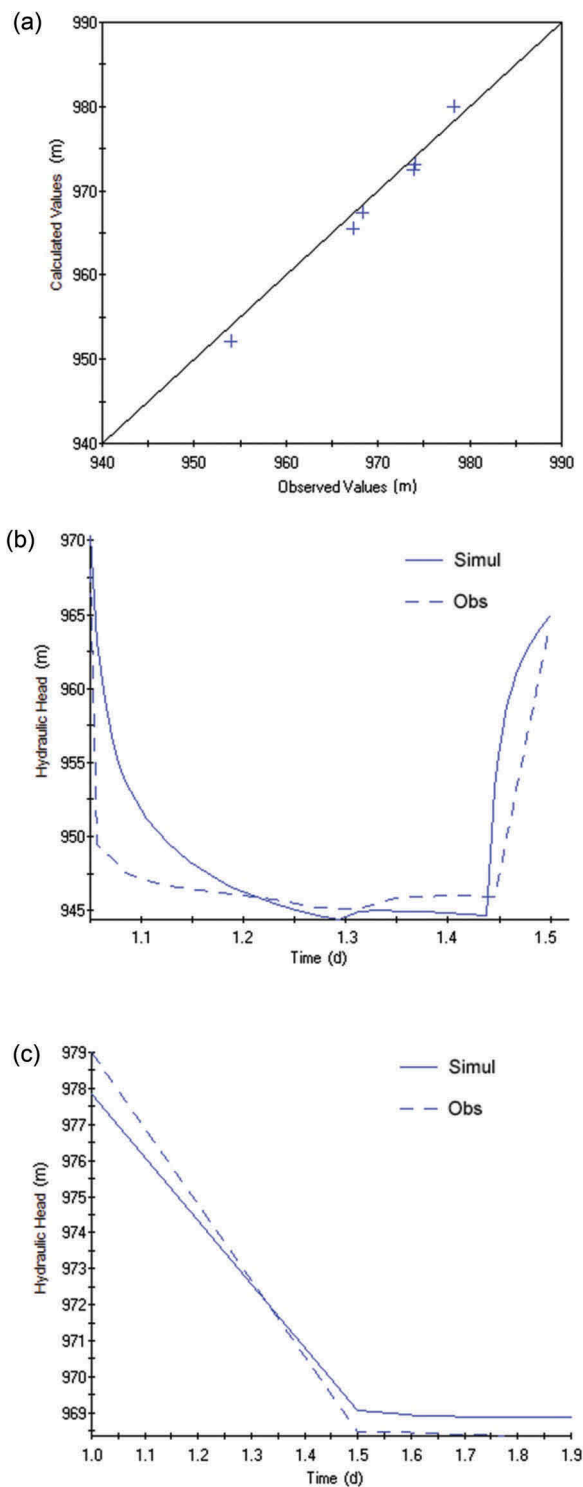 (a)
990
980
970
960
950
940
Calculated Values (m)
940 950 960 970 980 990
Observed Values (m)
(b)
970
965
960
955
950
945
Hydraulic Head (m)
Simul
Obs
1.1 1.2 1.3 1.4 1.5
Time (d)
(c)
979
978
977
976
975
974
973
972
971
970
969
Hydraulic Head (m)
Simul
Obs
1.0 1.1 1.2 1.3 1.4 1.5 1.6 1.7 1.8 1.9
Time (d)